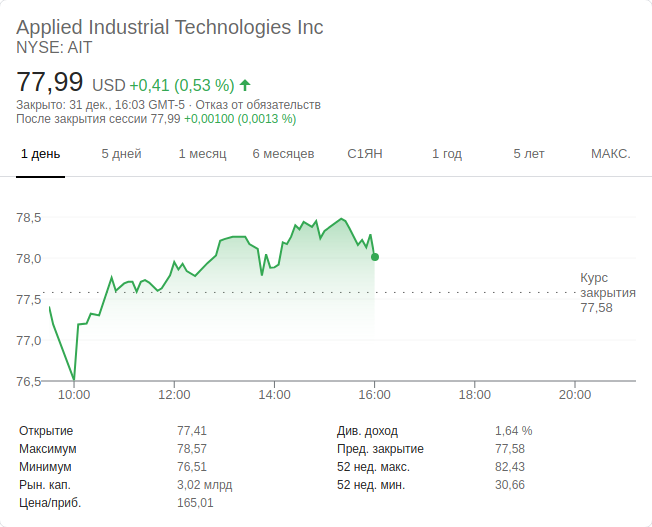 Applied Industrial Technologies Inc
NYSE: AIT
77,99 USD +0,41 (0,53 %)
Закрыто: 31 дек., 16:03 GMT-5 · Отказ от обязательств
После закрытия сессии 77,99 +0,00100 (0,0013 %)
1 день 5 дней 1 месяц 6 месяцев С1ЯН 1 год 5 лет МАКС.
78,5
78,0
77,5
77,0
76,5
Курс
закрытия
77,58
10:00 12:00 14:00 16:00 18:00 20:00
Открытие 77,41 Див. доход 1,64 %
Максимум 78,57 Пред. закрытие 77,58
Минимум 76,51 52 нед. макс. 82,43
Рын. кап. 3,02 млрд 52 нед. мин. 30,66
Цена/приб. 165,01